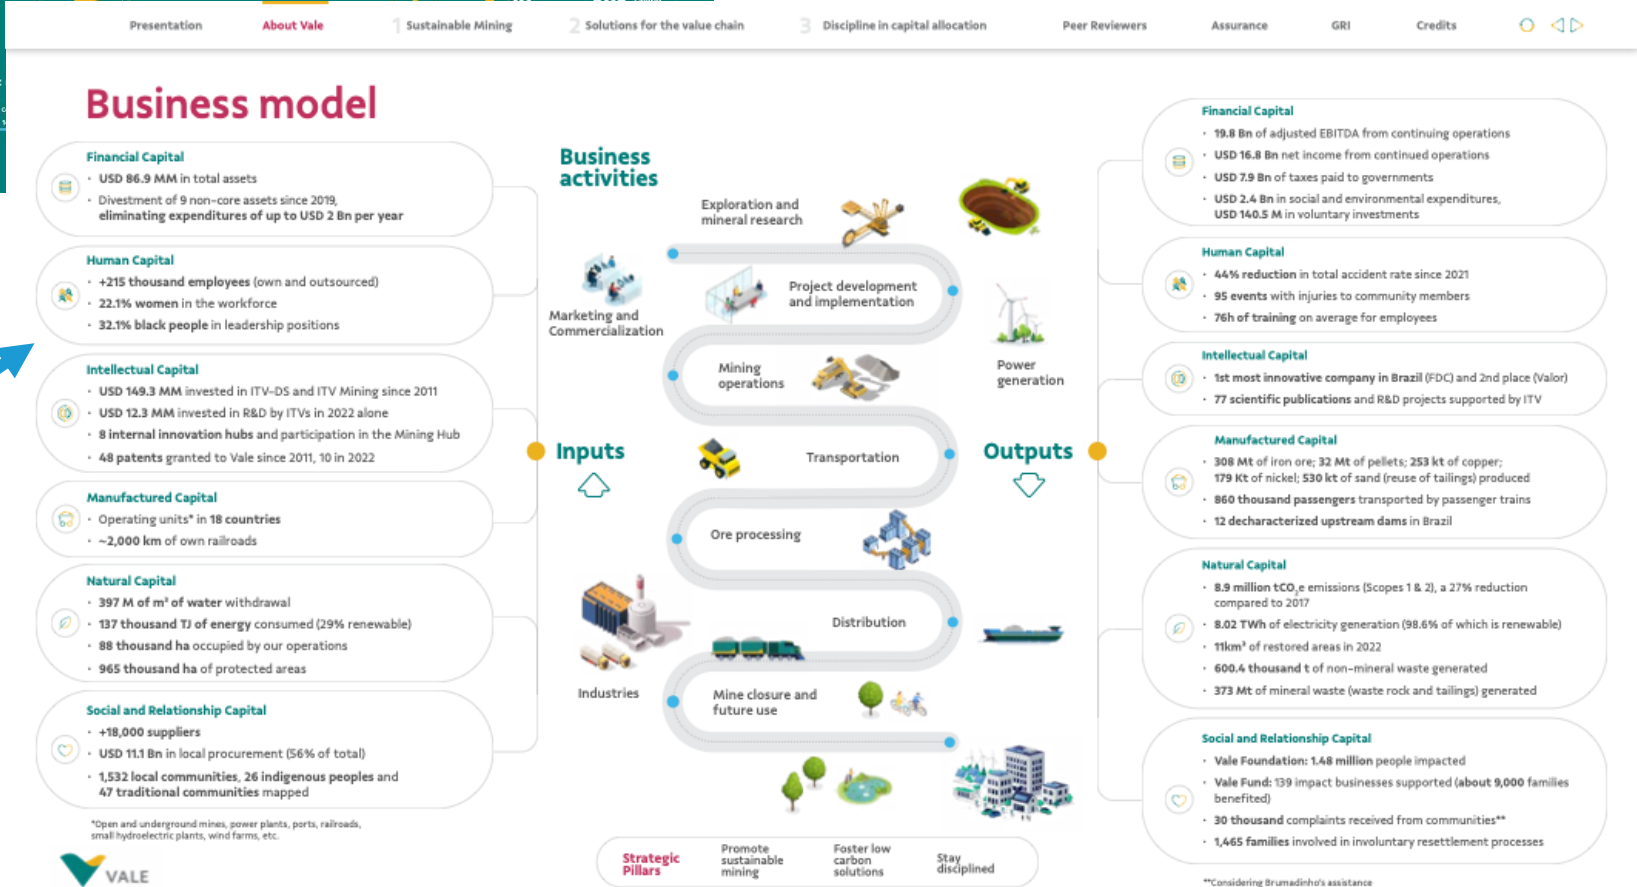 Presentation
About Vale
1 Sustainable Mining
2 Solutions for the value chain
3 Discipline in capital allocation
Peer Reviewers
Assurance
GRI
Credits
Business model
Financial Capital
· USD 86.9 MM in total assets
· Divestment of 9 non-core assets since 2019,
eliminating expenditures of up to USD 2 Bn per year
Human Capital
· +215 thousand employees (own and outsourced)
· 22.1% women in the workforce
· 32.1% black people in leadership positions
Intellectual Capital
· USD 149.3 MM invested in ITV-DS and ITV Mining since 2011
· USD 12.3 MM invested in R&D by ITVs in 2022 alone
· 8 internal innovation hubs and participation in the Mining Hub
· 48 patents granted to Vale since 2011, 10 in 2022
Manufactured Capital
· Operating units* in 18 countries
· ~2,000 km of own railroads
Natural Capital
· 397 M of m³ of water withdrawal
· 137 thousand TJ of energy consumed (29% renewable)
· 88 thousand ha occupied by our operations
· 965 thousand ha of protected areas
Social and Relationship Capital
· +18,000 suppliers
· USD 11.1 Bn in local procurement (56% of total)
· 1,532 local communities, 26 indigenous peoples and
47 traditional communities mapped
*Open and underground mines, power plants, ports, railroads,
small hydroelectric plants, wind farms, etc.
VALE
Business
activities
Exploration and
mineral research
Project development
and implementation
Marketing and
Commercialization
Mining
operations
Power
generation
Inputs
Transportation
Outputs
Ore processing
Distribution
Industries
Mine closure and
future use
Strategic
Pillars
Promote
sustainable
mining
Foster low
carbon
solutions
Stay
disciplined
Financial Capital
· 19.8 Bn of adjusted EBITDA from continuing operations
· USD 16.8 Bn net income from continued operations
· USD 7.9 Bn of taxes paid to governments
· USD 2.4 Bn in social and environmental expenditures,
USD 140.5 M in voluntary investments
Human Capital
· 44% reduction in total accident rate since 2021
· 95 events with injuries to community members
· 76h of training on average for employees
Intellectual Capital
· 1st most innovative company in Brazil (FDC) and 2nd place (Valor)
· 77 scientific publications and R&D projects supported by ITV
Manufactured Capital
· 308 Mt of iron ore; 32 Mt of pellets; 253 kt of copper;
179 Kt of nickel; 530 kt of sand (reuse of tailings) produced
· 860 thousand passengers transported by passenger trains
· 12 decharacterized upstream dams in Brazil
Natural Capital
· 8.9 million tCO₂e emissions (Scopes 1 & 2), a 27% reduction
compared to 2017
· 8.02 TWh of electricity generation (98.6% of which is renewable)
· 11km² of restored areas in 2022
· 600.4 thousand t of non-mineral waste generated
· 373 Mt of mineral waste (waste rock and tailings) generated
Social and Relationship Capital
· Vale Foundation: 1.48 million people impacted
· Vale Fund: 139 impact businesses supported (about 9,000 families
benefited)
· 30 thousand complaints received from communities**
· 1,465 families involved in involuntary resettlement processes
**Considering Brumadinho's assistance